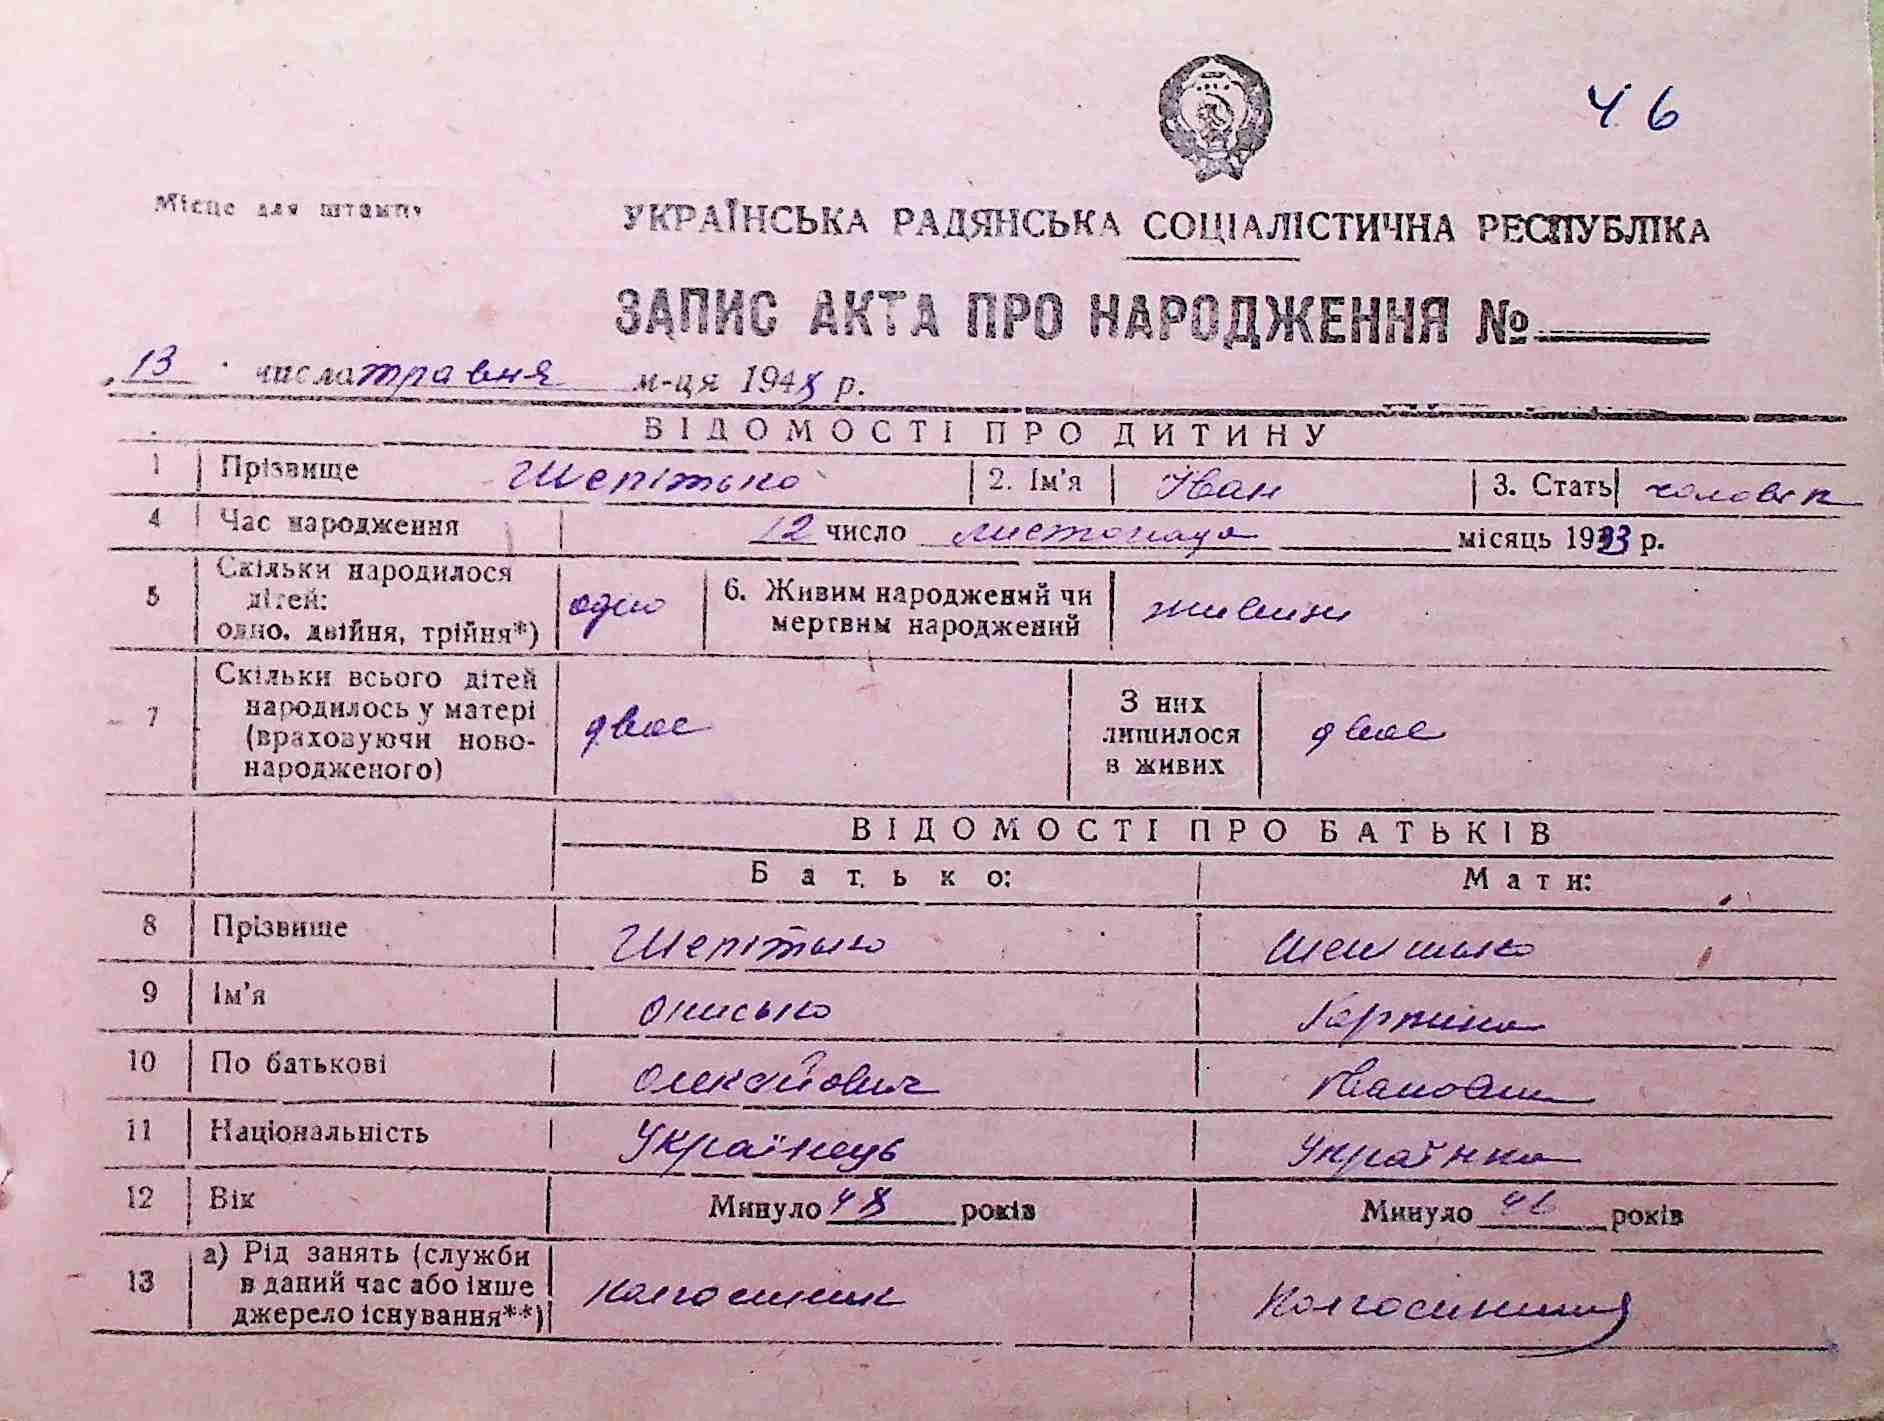 46
Місце для штампу
УКРАЇНСЬКА РАДЯНСЬКА СОЦІАЛІСТИЧНА РЕСПУБЛІКА
ЗАПИС АКТА ПРО НАРОДЖЕННЯ №
13 числа травня м-ця 1948 р.
ВІДОМОСТІ ПРО ДИТИНУ
1 Прізвище Шепітько 2. Ім'я Іван 3. Стать чоловік
4 Час народження 12 число листопада місяць 1933 р.
5 Скільки народилося дітей: одно, двійня, трійня*) одно 6. Живим народжений чи мертвим народжений живим
7 Скільки всього дітей народилось у матері (враховуючи новонародженого) двоє З них лишилося в живих двоє
ВІДОМОСТІ ПРО БАТЬКІВ
Батько: Мати:
8 Прізвище Шепітько Шепітько
9 Ім'я Онисько
10 По батькові Олексійович Івановна
11 Національність Українець Українка
12 Вік Минуло 48 років Минуло 46 років
13 а) Рід занять (служби в даний час або інше джерело існування**) колгоспник Колгоспниця